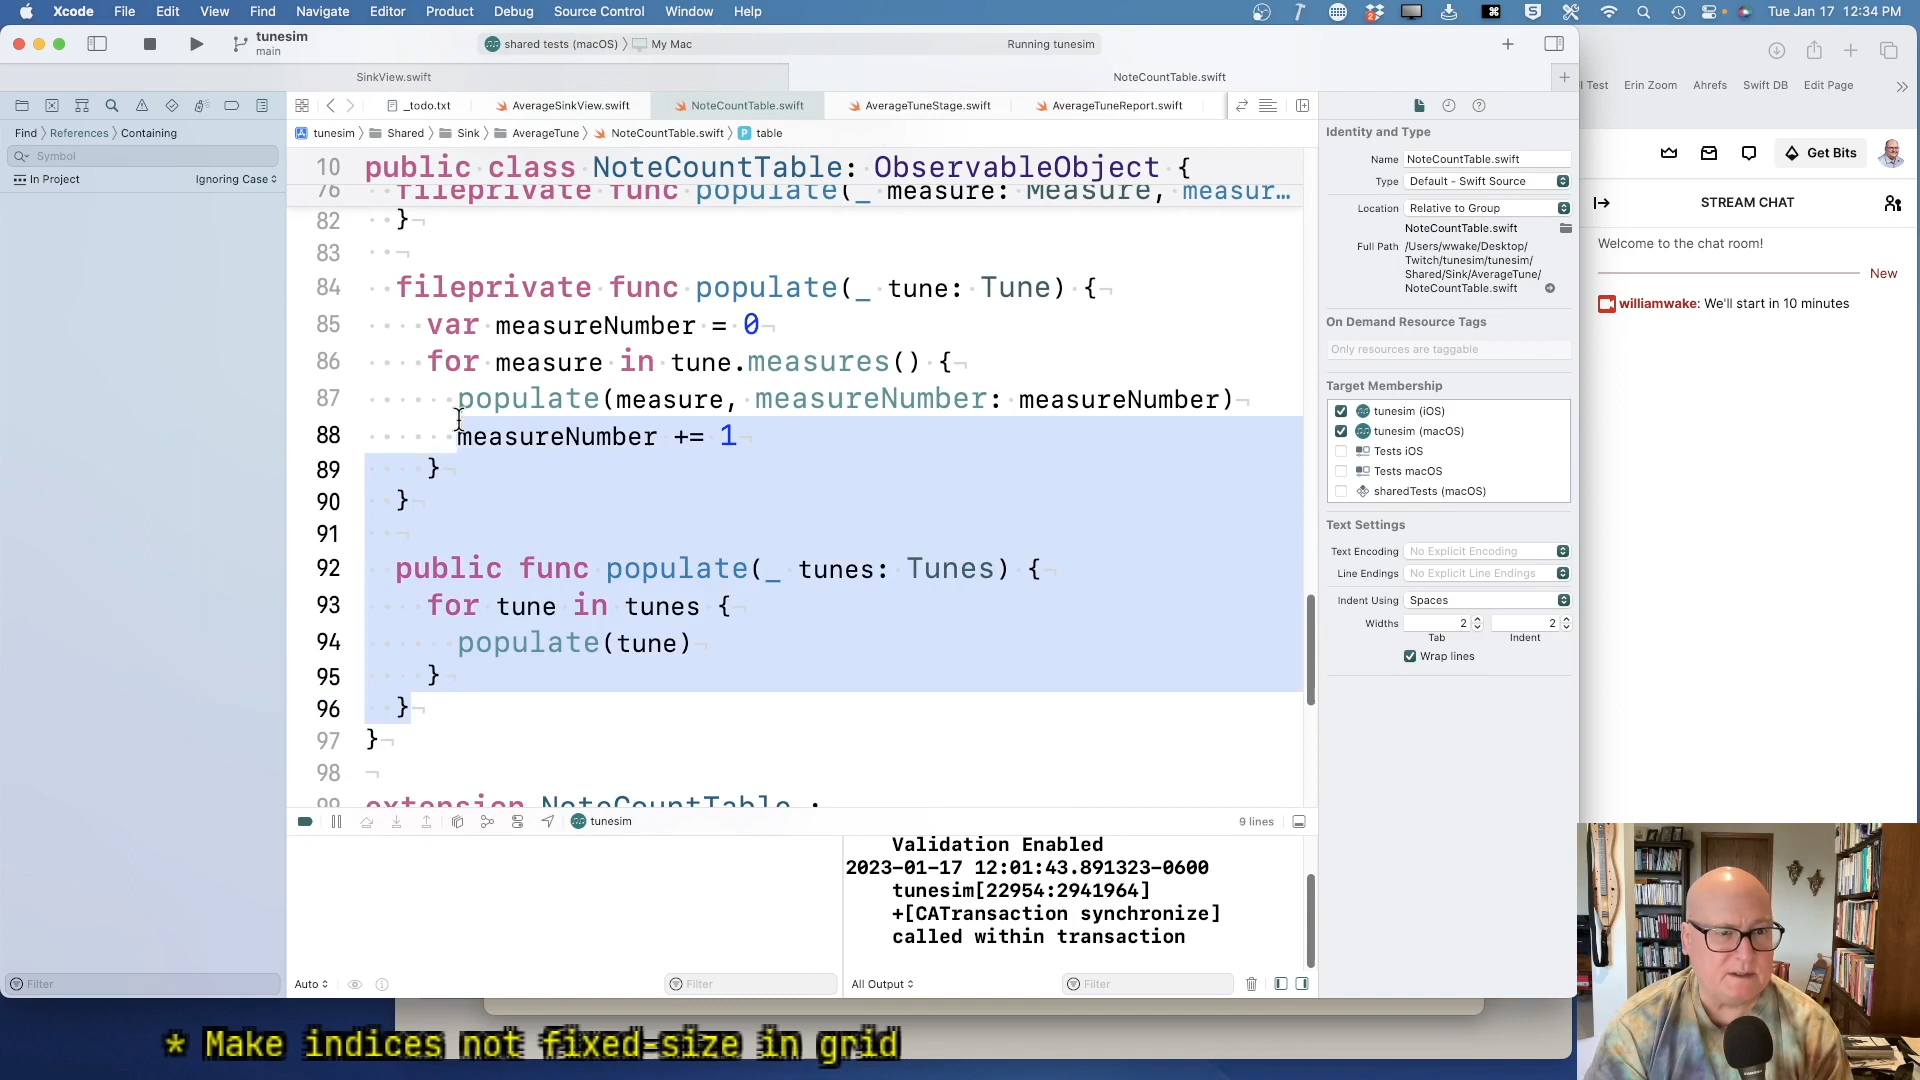 Xcode File Edit View Find Navigate Editor Product Debug Source Control Window Help
Tue Jan 17 12:34 PM
tunesim
main
shared tests (macOS) 〉 My Mac
Running tunesim
SinkView.swift
NoteCountTable.swift
_todo.txt
AverageSinkView.swift
NoteCountTable.swift
AverageTuneStage.swift
AverageTuneReport.swift
Find 〉 References 〉 Containing
Symbol
In Project
Ignoring Case
tunesim 〉 Shared 〉 Sink 〉 AverageTune 〉 NoteCountTable.swift 〉 P table
10 public class NoteCountTable: ObservableObject {
76 fileprivate func populate(_ measure: Measure, measur…
82 }
83
84 fileprivate func populate(_ tune: Tune) {
85 var measureNumber = 0
86 for measure in tune.measures() {
87 populate(measure, measureNumber: measureNumber)
88 measureNumber += 1
89 }
90 }
91
92 public func populate(_ tunes: Tunes) {
93 for tune in tunes {
94 populate(tune)
95 }
96 }
97 }
98
99 extension NoteCountTable :
tunesim
9 lines
Validation Enabled
2023-01-17 12:01:43.891323-0600
tunesim[22954:2941964]
+[CATransaction synchronize]
called within transaction
Filter
Auto
Filter
All Output
Filter
Identity and Type
Name NoteCountTable.swift
Type Default - Swift Source
Location Relative to Group
NoteCountTable.swift
Full Path /Users/wwake/Desktop/
Twitch/tunesim/tunesim/
Shared/Sink/AverageTune/
NoteCountTable.swift
On Demand Resource Tags
Only resources are taggable
Target Membership
tunesim (iOS)
tunesim (macOS)
Tests iOS
Tests macOS
sharedTests (macOS)
Text Settings
Text Encoding No Explicit Encoding
Line Endings No Explicit Line Endings
Indent Using Spaces
Widths 2 2
Tab Indent
Wrap lines
l Test Erin Zoom Ahrefs Swift DB Edit Page
Get Bits
STREAM CHAT
Welcome to the chat room!
New
williamwake: We'll start in 10 minutes
* Make indices not fixed-size in grid